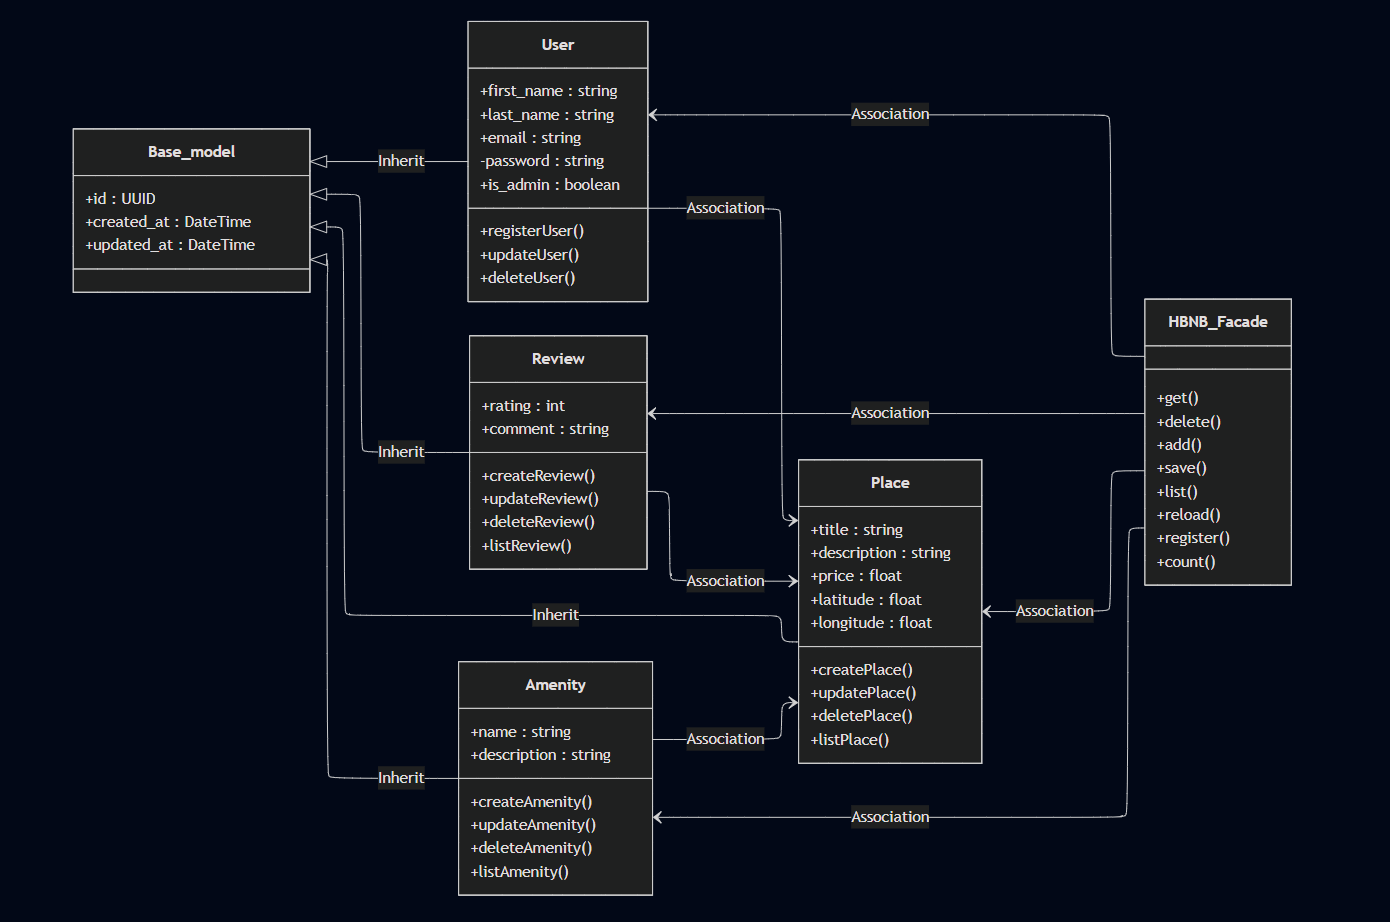 User
+first_name : string
+last_name : string
+email : string
-password : string
+is_admin : boolean
+registerUser()
+updateUser()
+deleteUser()
Base_model
+id : UUID
+created_at : DateTime
+updated_at : DateTime
Inherit
Association
Association
HBNB_Facade
+get()
+delete()
+add()
+save()
+list()
+reload()
+register()
+count()
Review
+rating : int
+comment : string
+createReview()
+updateReview()
+deleteReview()
+listReview()
Inherit
Association
Association
Place
+title : string
+description : string
+price : float
+latitude : float
+longitude : float
+createPlace()
+updatePlace()
+deletePlace()
+listPlace()
Inherit
Association
Amenity
+name : string
+description : string
+createAmenity()
+updateAmenity()
+deleteAmenity()
+listAmenity()
Inherit
Association
Association